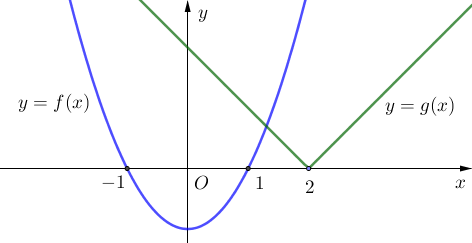 y
y = f(x)
y = g(x)
−1
O
1
2
x